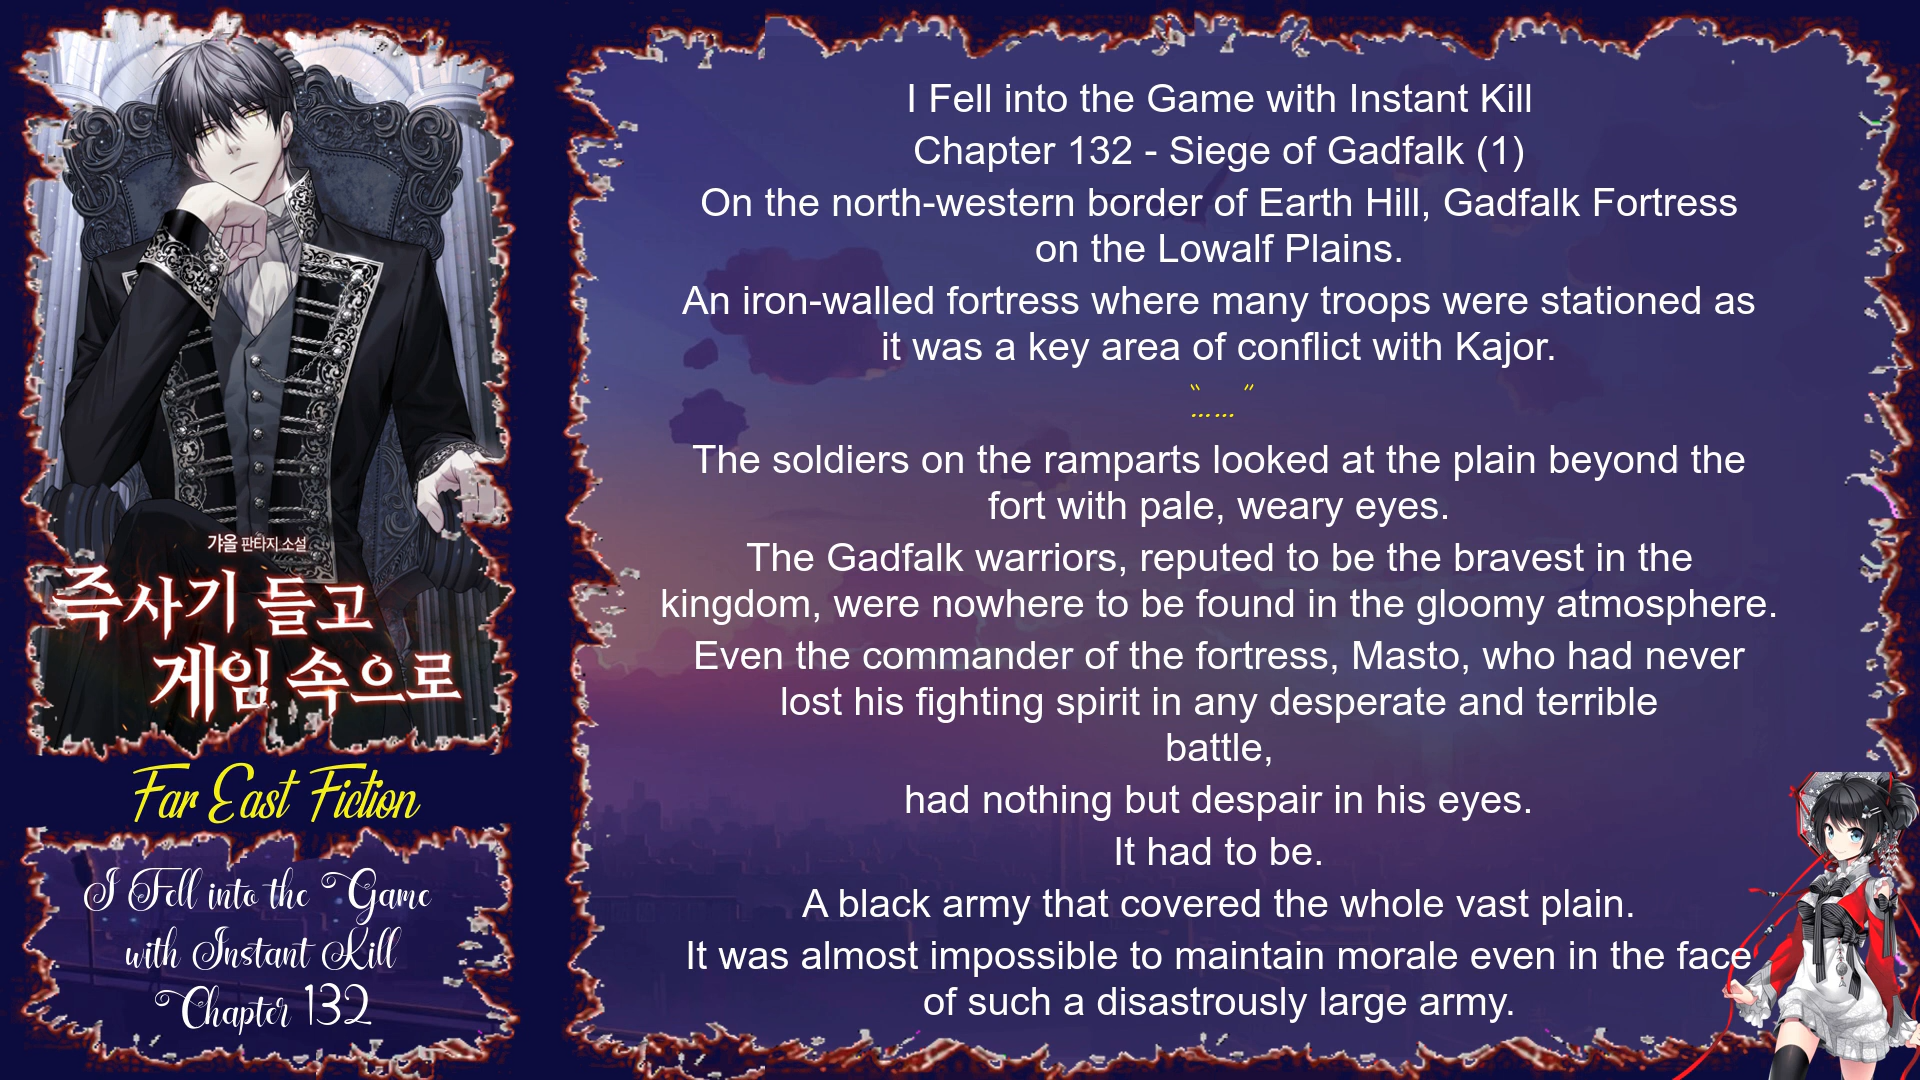 갸올 판타지 소설
즉사기 들고
게임 속으로
Far East Fiction
I Fell into the Game
with Instant Kill
Chapter 132
I Fell into the Game with Instant Kill
Chapter 132 - Siege of Gadfalk (1)
On the north-western border of Earth Hill, Gadfalk Fortress
on the Lowalf Plains.
An iron-walled fortress where many troops were stationed as
it was a key area of conflict with Kajor.
“……”
The soldiers on the ramparts looked at the plain beyond the
fort with pale, weary eyes.
The Gadfalk warriors, reputed to be the bravest in the
kingdom, were nowhere to be found in the gloomy atmosphere.
Even the commander of the fortress, Masto, who had never
lost his fighting spirit in any desperate and terrible
battle,
had nothing but despair in his eyes.
It had to be.
A black army that covered the whole vast plain.
It was almost impossible to maintain morale even in the face
of such a disastrously large army.